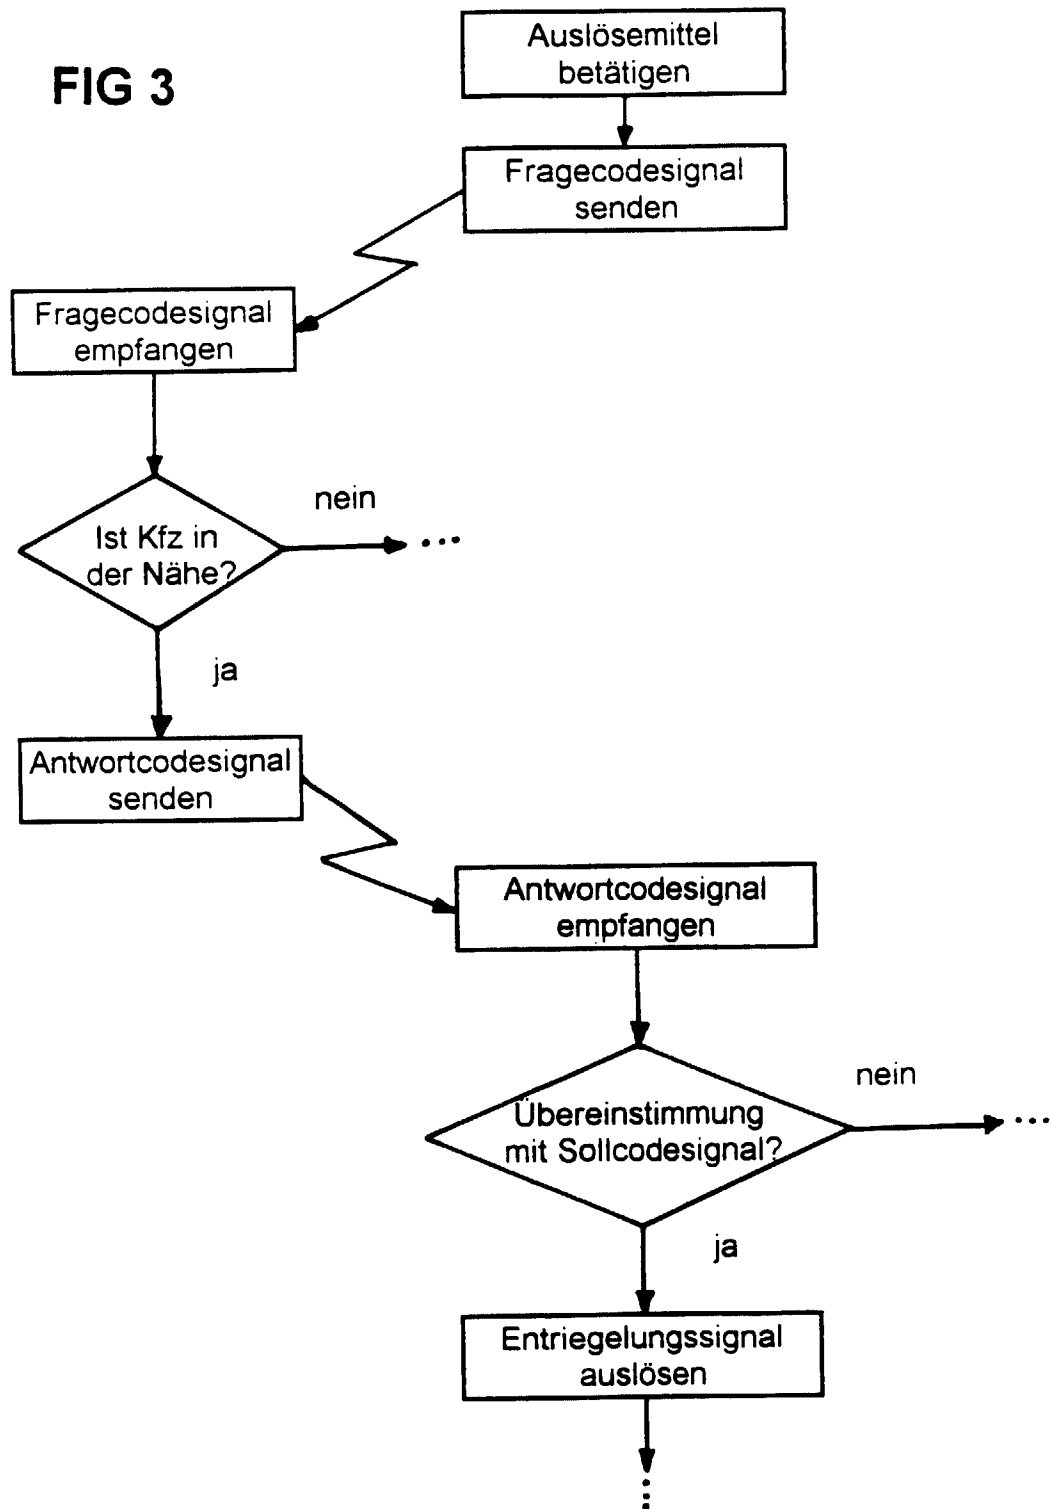 FIG 3
Auslösemittel
betätigen
Fragecodesignal
senden
Fragecodesignal
empfangen
nein
Ist Kfz in
der Nähe?
...
ja
Antwortcodesignal
senden
Antwortcodesignal
empfangen
nein
Übereinstimmung
mit Sollcodesignal?
...
ja
Entriegelungssignal
auslösen